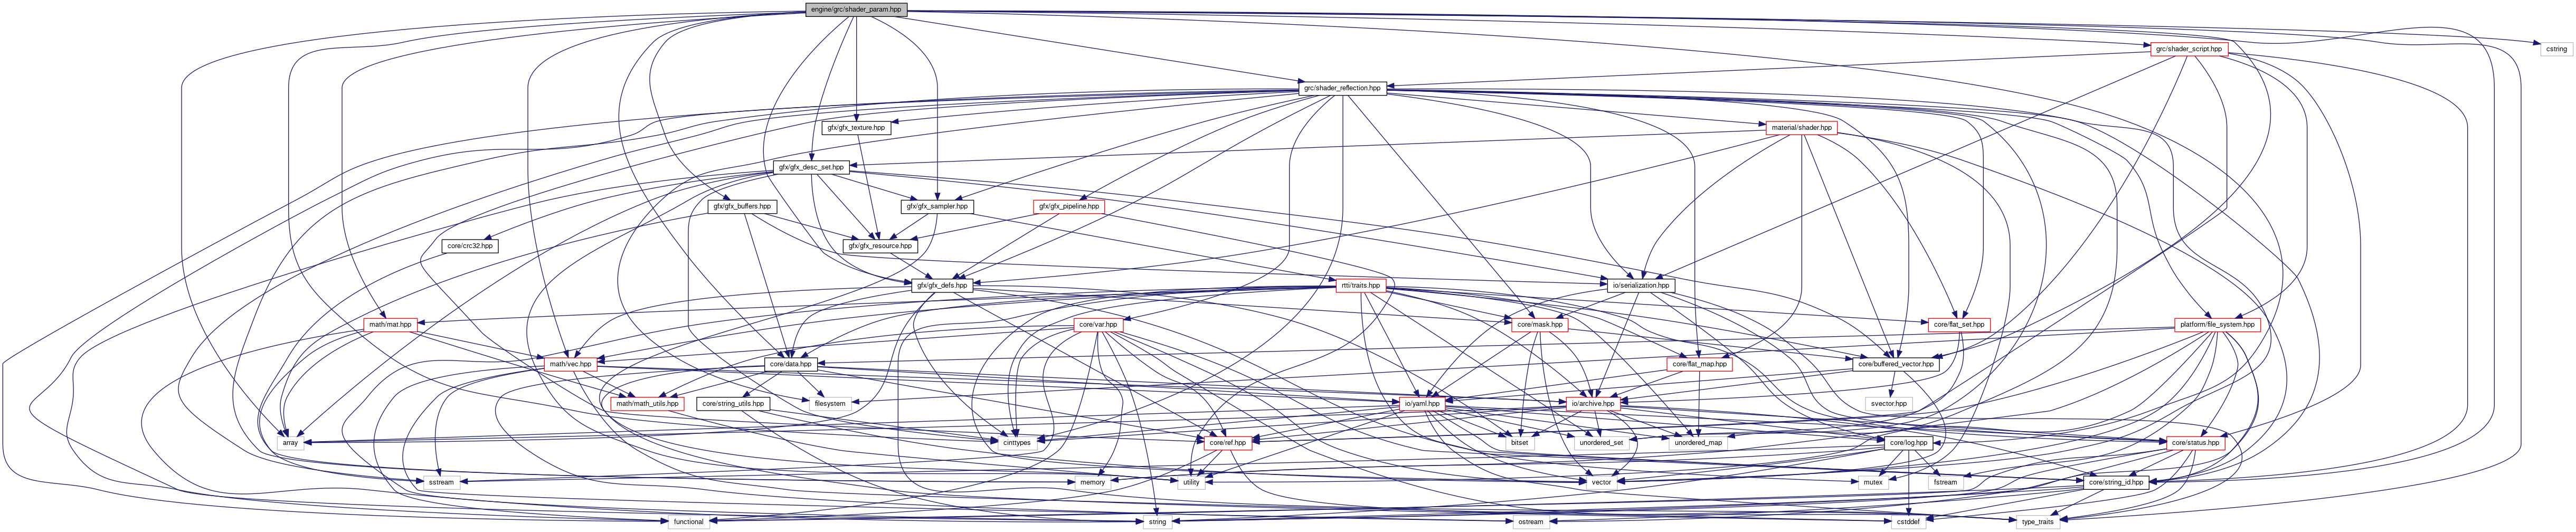 engine/grc/shader_param.hpp
grc/shader_script.hpp
cstring
grc/shader_reflection.hpp
gfx/gfx_texture.hpp
material/shader.hpp
gfx/gfx_desc_set.hpp
gfx/gfx_buffers.hpp
gfx/gfx_sampler.hpp
gfx/gfx_pipeline.hpp
core/crc32.hpp
gfx/gfx_resource.hpp
gfx/gfx_defs.hpp
rtti/traits.hpp
io/serialization.hpp
math/mat.hpp
core/var.hpp
core/mask.hpp
core/flat_set.hpp
platform/file_system.hpp
math/vec.hpp
core/data.hpp
core/flat_map.hpp
core/buffered_vector.hpp
math/math_utils.hpp
core/string_utils.hpp
filesystem
io/yaml.hpp
io/archive.hpp
svector.hpp
array
cinttypes
core/ref.hpp
bitset
unordered_set
unordered_map
core/log.hpp
core/status.hpp
sstream
memory
utility
vector
mutex
fstream
core/string_id.hpp
functional
string
ostream
cstddef
type_traits